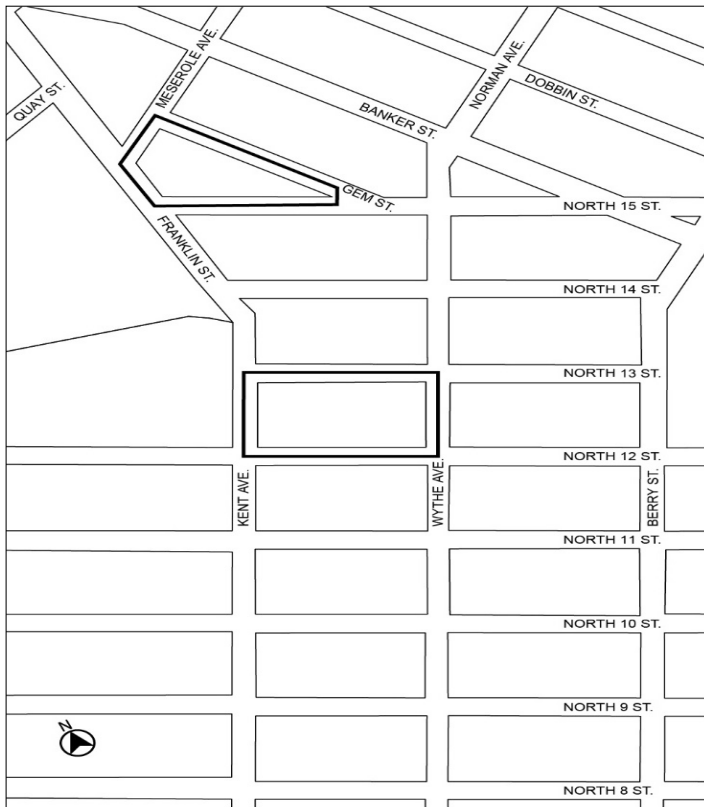 MESEROLE AVE.
NORMAN AVE.
QUAY ST.
DOBBIN ST.
BANKER ST.
GEM ST.
NORTH 15 ST.
FRANKLIN ST.
NORTH 14 ST.
NORTH 13 ST.
NORTH 12 ST.
KENT AVE.
WYTHE AVE.
BERRY ST.
NORTH 11 ST.
NORTH 10 ST.
NORTH 9 ST.
N
NORTH 8 ST.